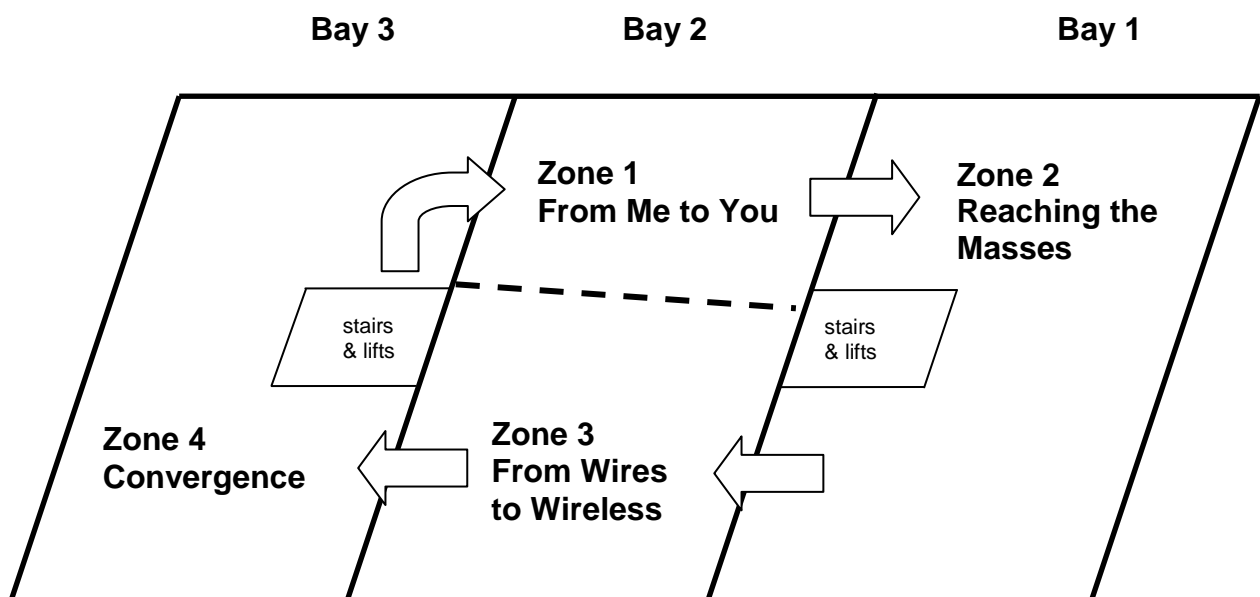 Bay 3
Bay 2
Bay 1
Zone 1
From Me to You
Zone 2
Reaching the
Masses
stairs
& lifts
stairs
& lifts
Zone 4
Convergence
Zone 3
From Wires
to Wireless